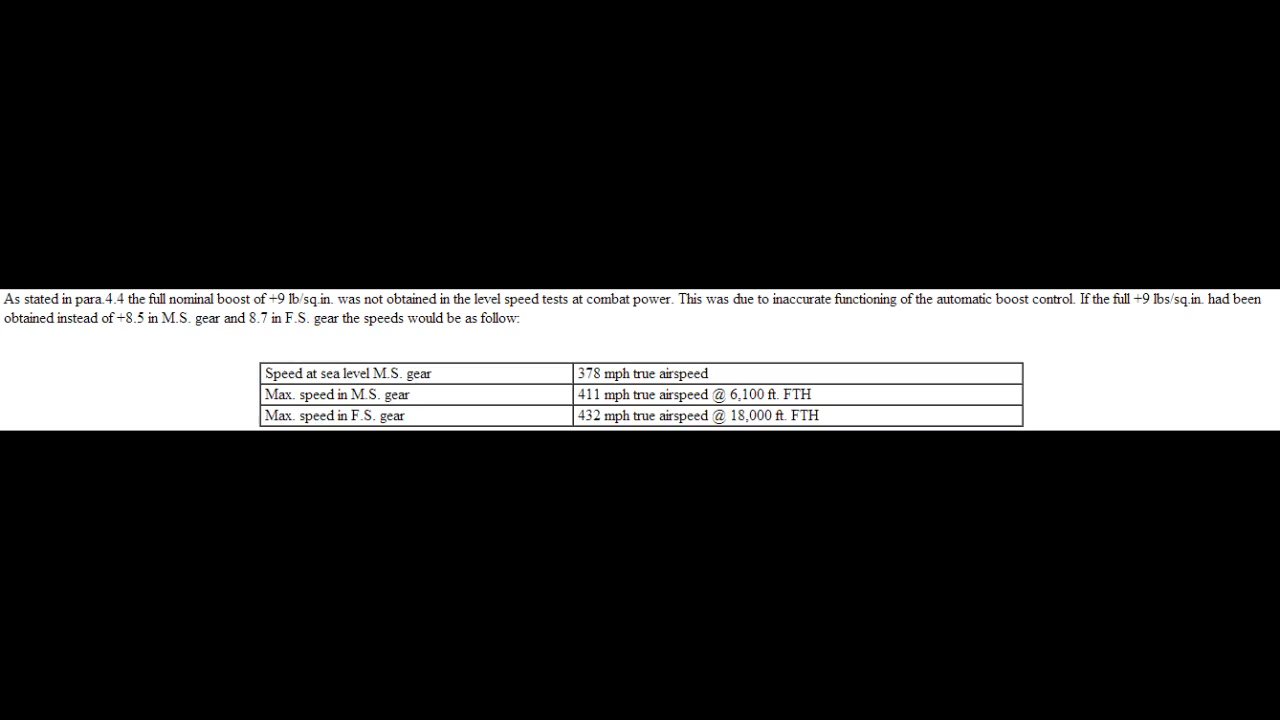 As stated in para.4.4 the full nominal boost of +9 lb/sq.in. was not obtained in the level speed tests at combat power. This was due to inaccurate functioning of the automatic boost control. If the full +9 lbs/sq.in. had been
obtained instead of +8.5 in M.S. gear and 8.7 in F.S. gear the speeds would be as follow:
Speed at sea level M.S. gear 378 mph true airspeed
Max. speed in M.S. gear 411 mph true airspeed @ 6,100 ft. FTH
Max. speed in F.S. gear 432 mph true airspeed @ 18,000 ft. FTH